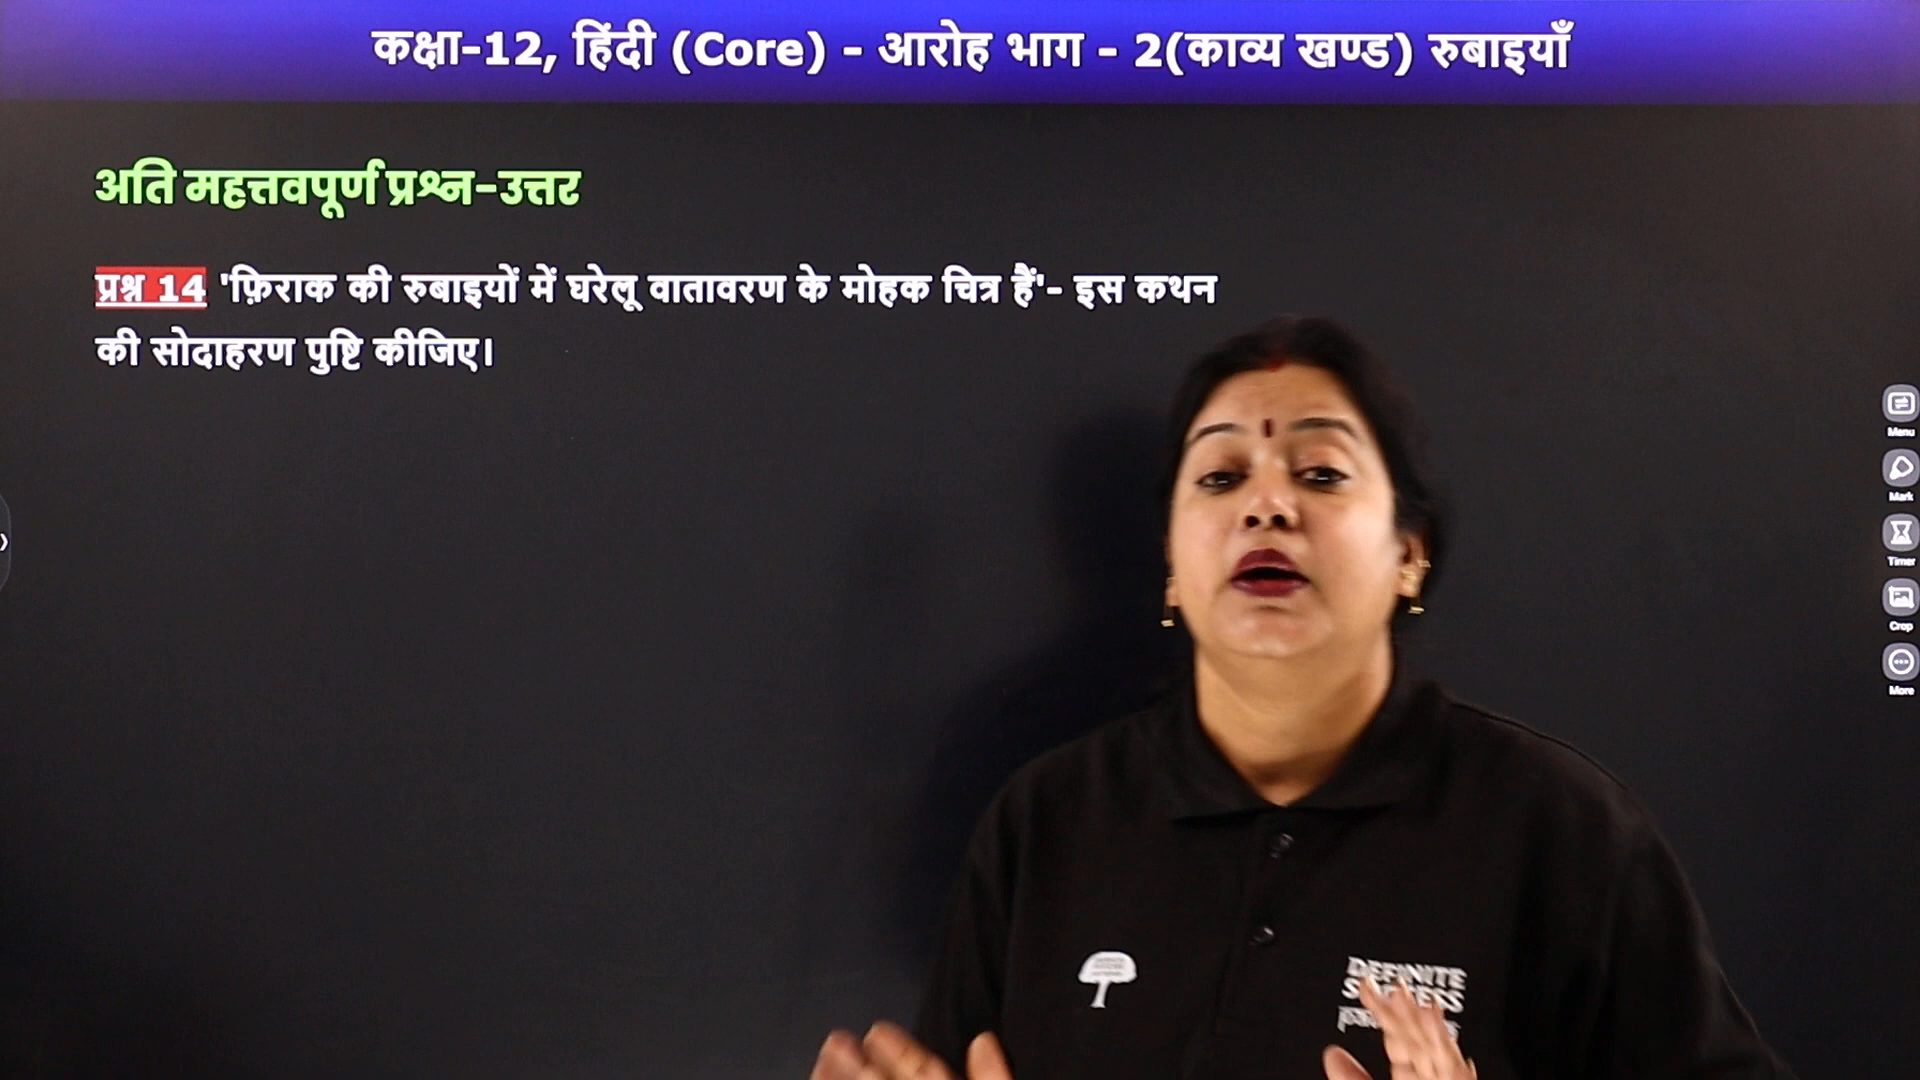 कक्षा-12, हिंदी (Core) - आरोह भाग - 2(काव्य खण्ड) रुबाइयाँ
अति महत्तवपूर्ण प्रश्न-उत्तर
प्रश्न 14 'फ़िराक की रुबाइयों में घरेलू वातावरण के मोहक चित्र हैं'- इस कथन
की सोदाहरण पुष्टि कीजिए।
Menu
Mark
Timer
Crop
More
DEFINITE